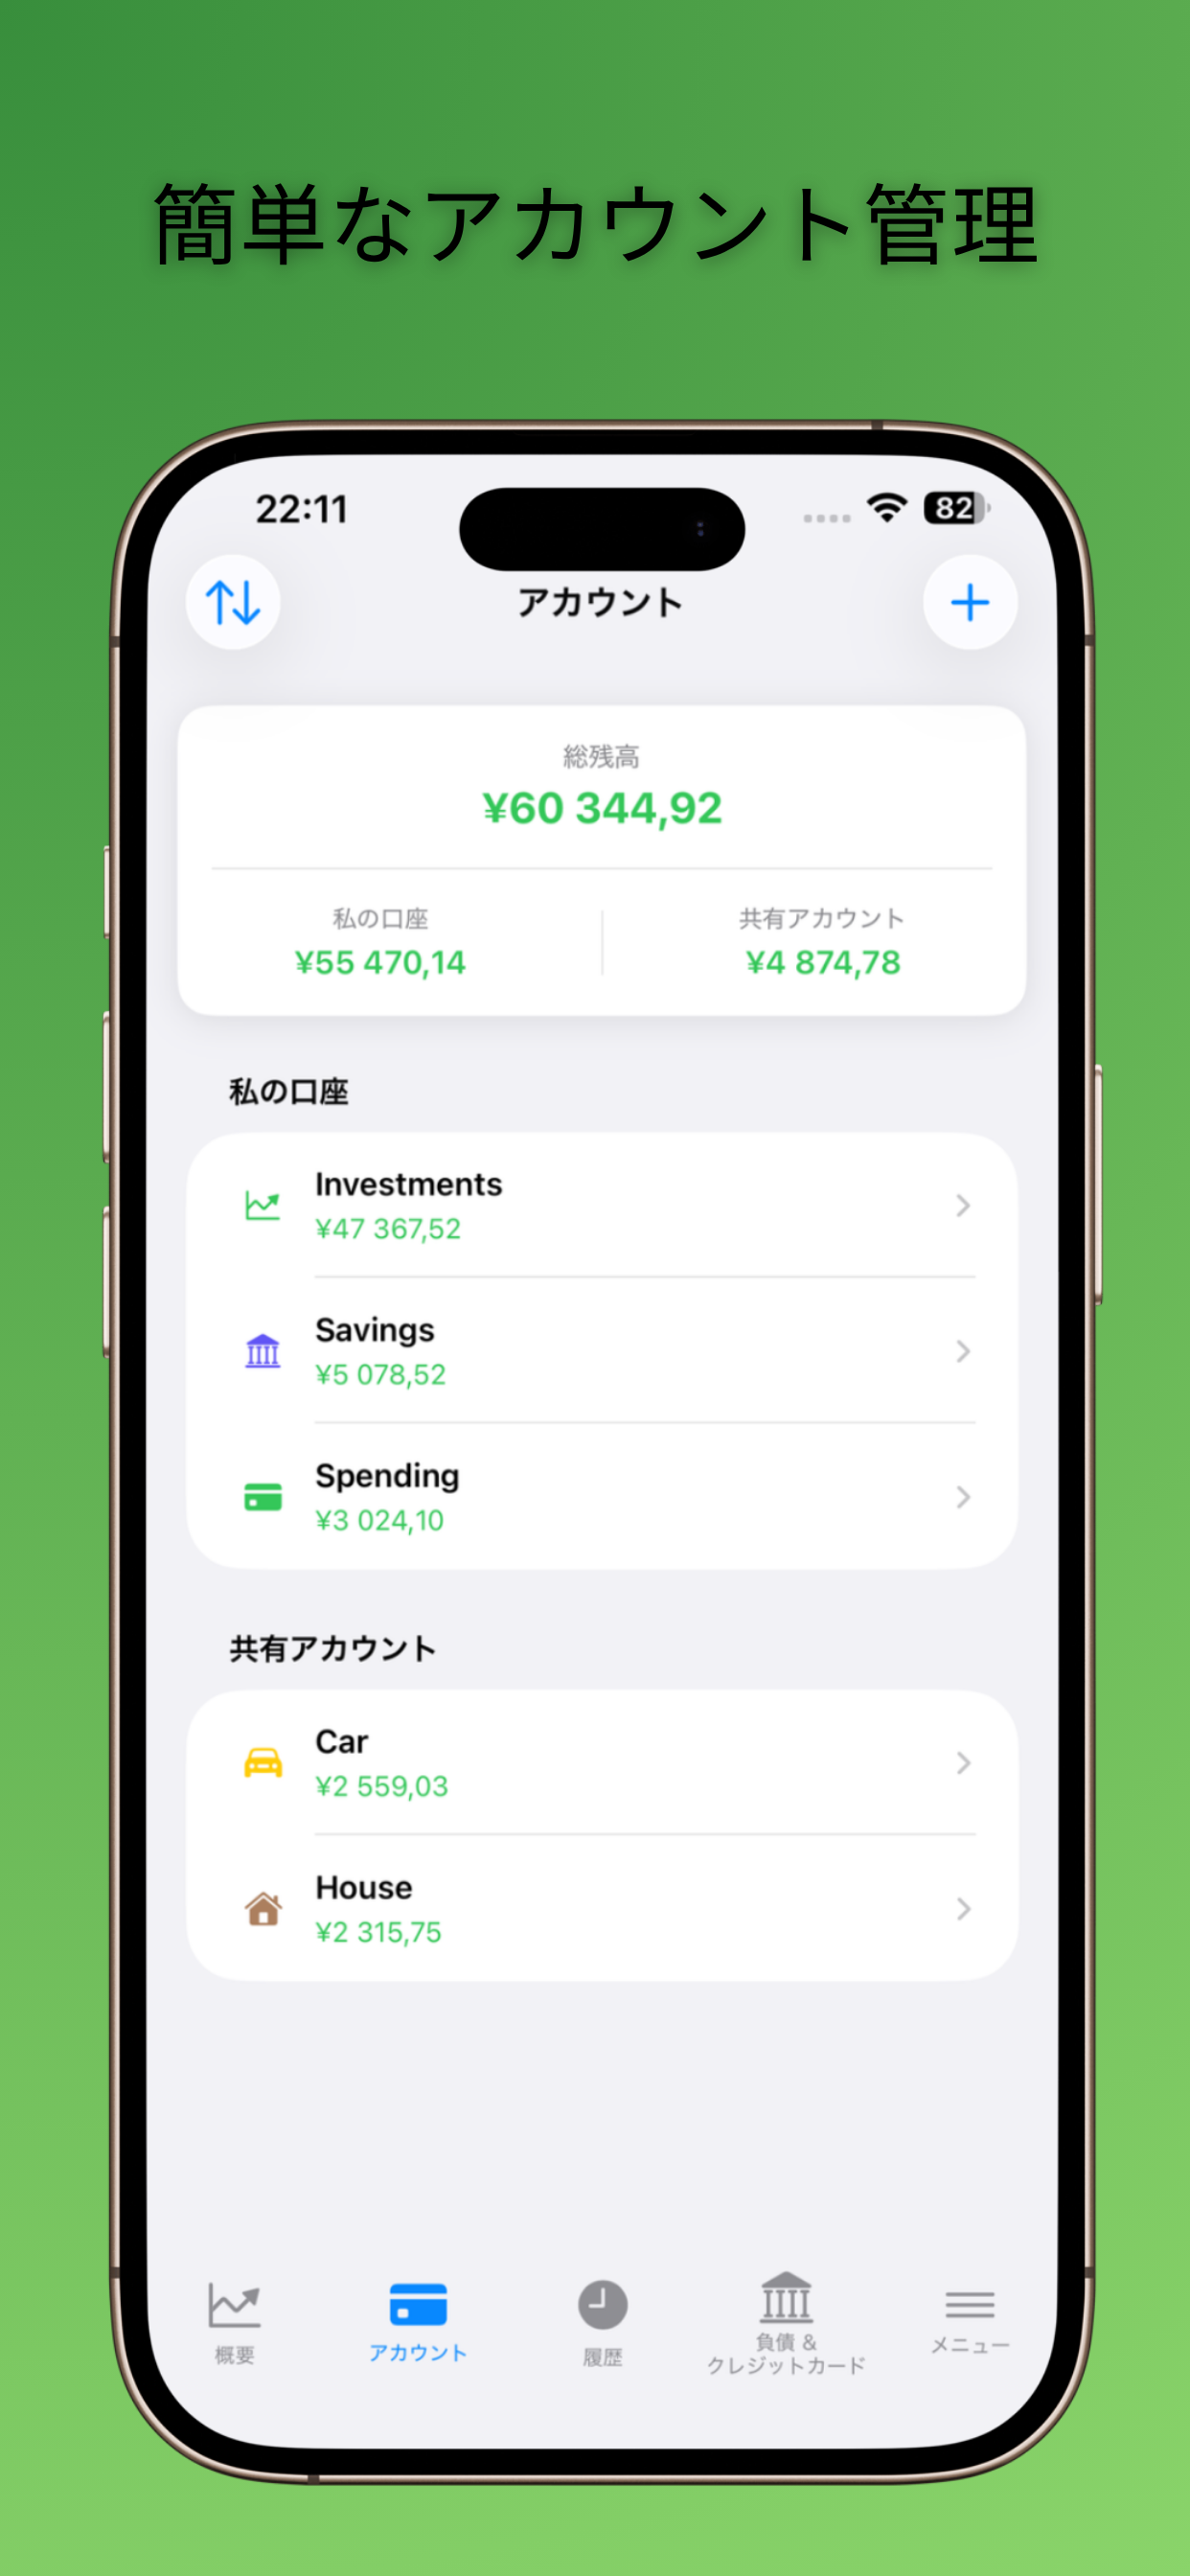 簡単なアカウント管理
22:11
82
アカウント
総残高
¥60 344,92
私の口座
共有アカウント
¥55 470,14
¥4 874,78
私の口座
Investments
¥47 367,52
Savings
¥5 078,52
Spending
¥3 024,10
共有アカウント
Car
¥2 559,03
House
¥2 315,75
概要
アカウント
履歴
負債 &
クレジットカード
メニュー